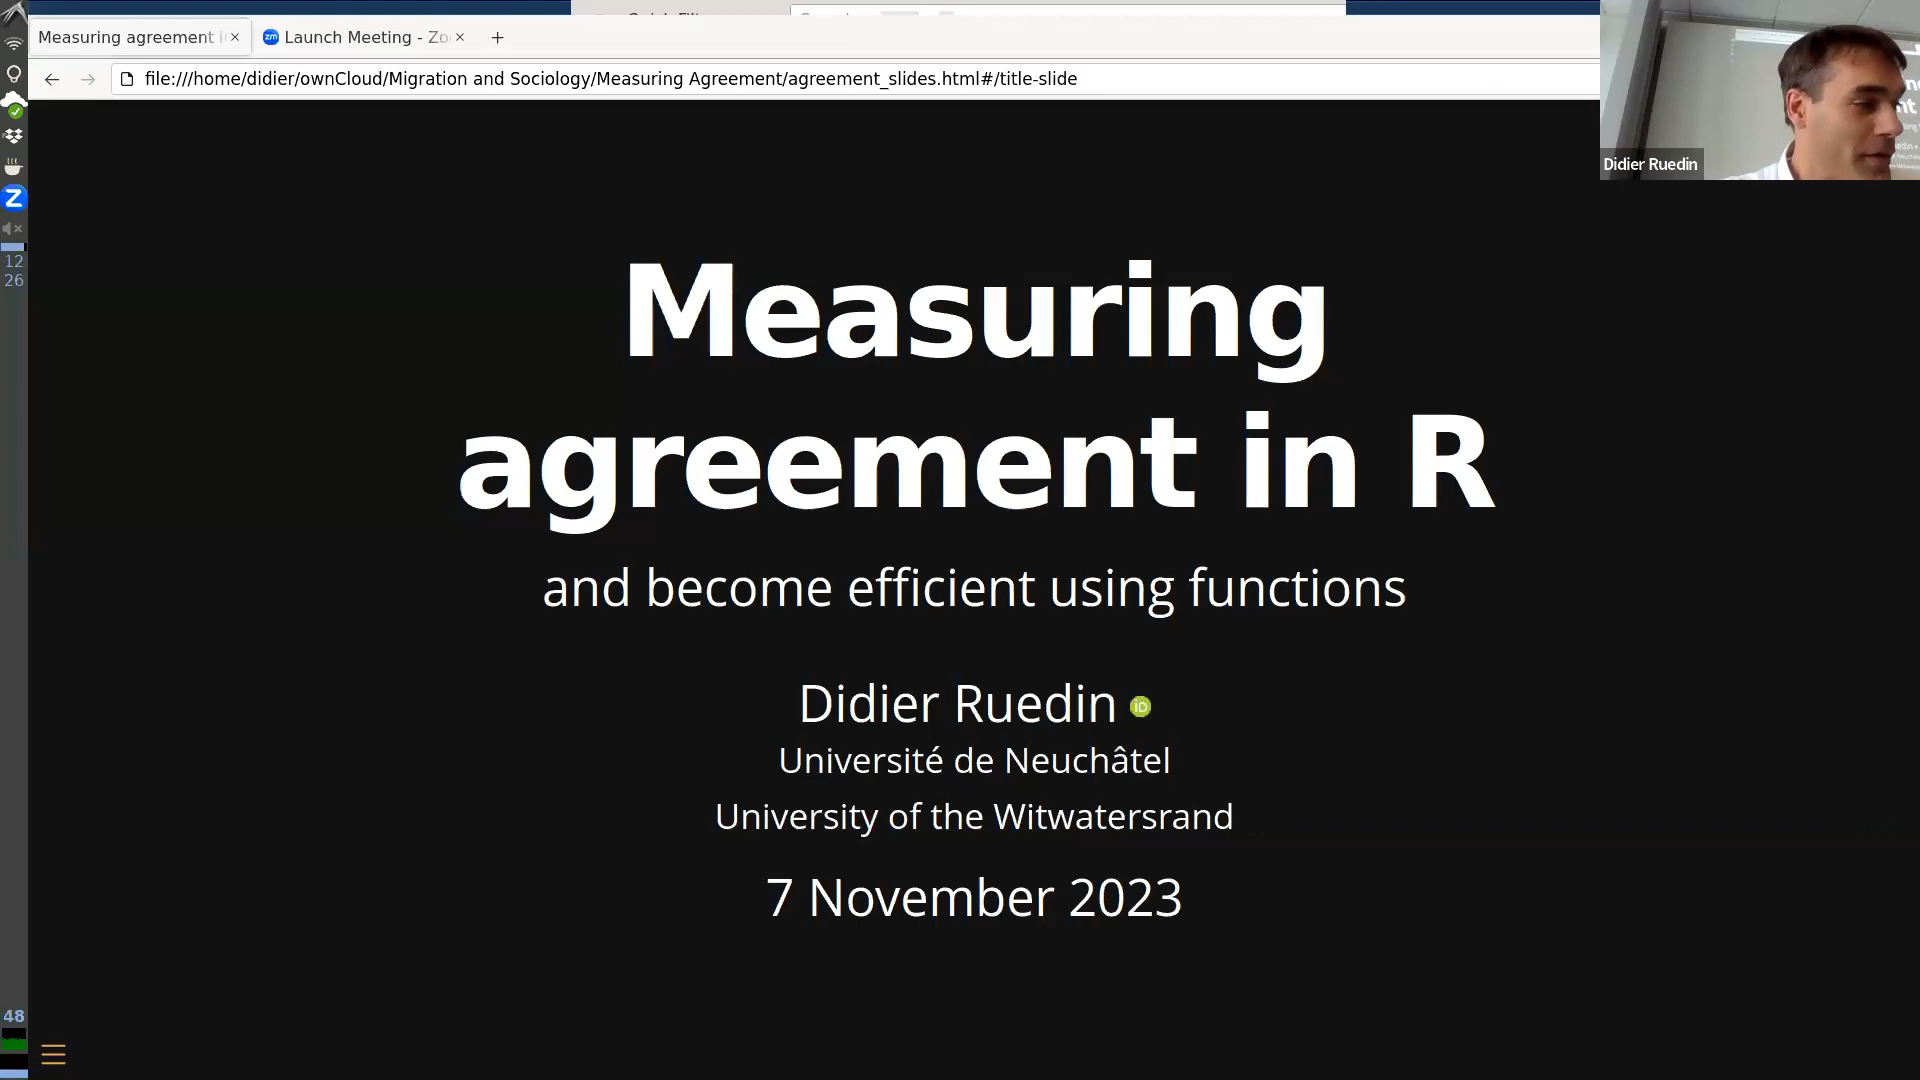 Measuring agreement i
Launch Meeting - Zo
file:///home/didier/ownCloud/Migration and Sociology/Measuring Agreement/agreement_slides.html#/title-slide
Didier Ruedin
12
26
Measuring
agreement in R
and become efficient using functions
Didier Ruedin iD
Université de Neuchâtel
University of the Witwatersrand
7 November 2023
48